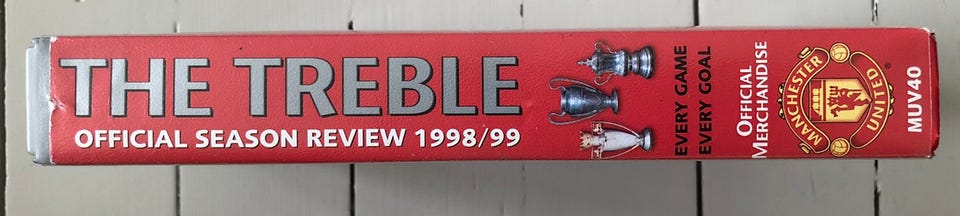 THE TREBLE
OFFICIAL SEASON REVIEW 1998/99
EVERY GAME
EVERY GOAL
OFFICIAL
MERCHANDISE
MANCHESTER
UNITED
®
MUV40